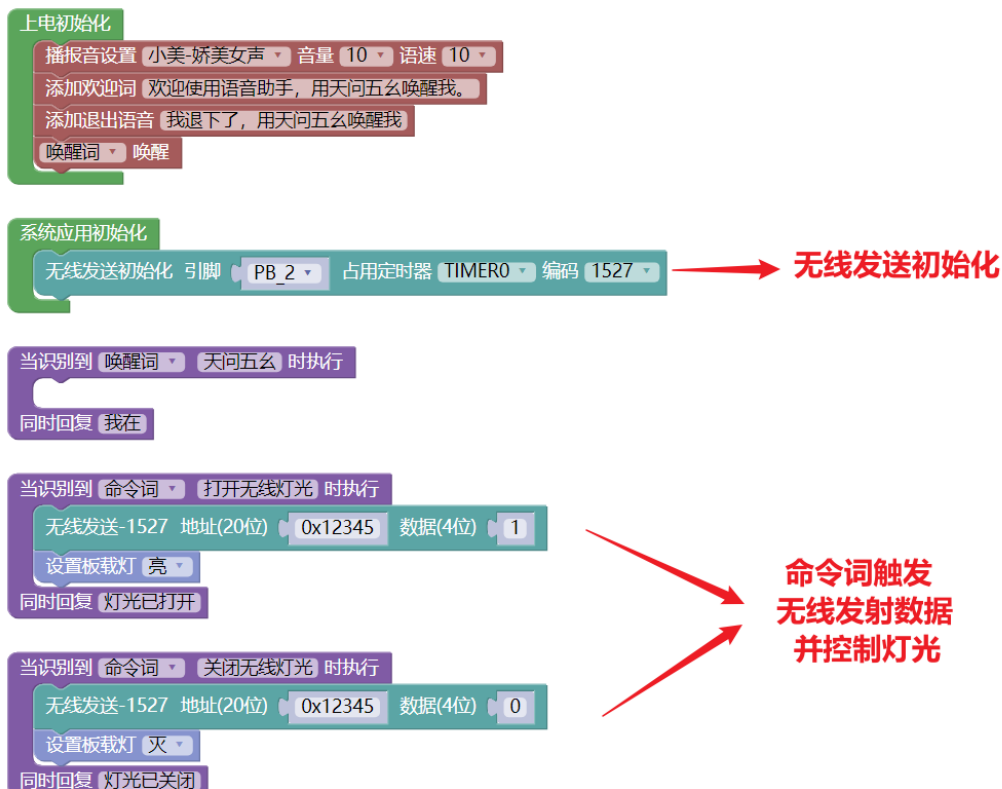 上电初始化
播报音设置 小美-娇美女声 音量 10 语速 10
添加欢迎词 欢迎使用语音助手，用天问五幺唤醒我。
添加退出语音 我退下了，用天问五幺唤醒我
唤醒词 唤醒
系统应用初始化
无线发送初始化 引脚 PB_2 占用定时器 TIMER0 编码 1527
无线发送初始化
当识别到 唤醒词 天问五幺 时执行
同时回复 我在
当识别到 命令词 打开无线灯光 时执行
无线发送-1527 地址(20位) 0x12345 数据(4位) 1
设置板载灯 亮
同时回复 灯光已打开
命令词触发
无线发射数据
并控制灯光
当识别到 命令词 关闭无线灯光 时执行
无线发送-1527 地址(20位) 0x12345 数据(4位) 0
设置板载灯 灭
同时回复 灯光已关闭